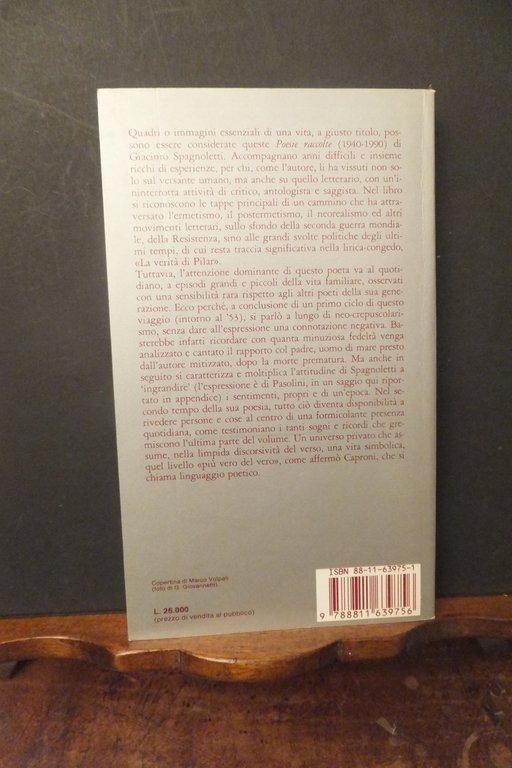 Quadri o immagini essenziali di una vita, a giusto titolo, pos-
sono essere considerate queste Poesie raccolte (1940-1990) di
Giacinto Spagnoletti. Accompagnano anni difficili e insieme
ricchi di esperienze, per chi, come l'autore, li ha vissuti non so-
lo sul versante umano, ma anche su quello letterario, con un'i-
ninterrotta attività di critico, antologista e saggista. Nel libro
si riconoscono le tappe principali di un cammino che ha attra-
versato l'ermetismo, il postermetismo, il neorealismo ed altri
movimenti letterari, sullo sfondo della seconda guerra mondia-
le, della Resistenza, sino alle grandi svolte politiche degli ulti-
mi tempi, di cui resta traccia significativa nella lirica-congedo,
«La verità di Pilar».
Tuttavia, l'attenzione dominante di questo poeta va al quoti-
diano, a episodi grandi e piccoli della vita familiare, osservati
con una sensibilità rara rispetto agli altri poeti della sua gene-
razione. Ecco perché, a conclusione di un primo ciclo di questo
viaggio (intorno al '53), si parlò a lungo di neo-crepuscolari-
smo, senza dare all'espressione una connotazione negativa. Ba-
sterebbe infatti ricordare con quanta minuziosa fedeltà venga
analizzato e cantato il rapporto col padre, uomo di mare presto
dall'autore mitizzato, dopo la morte prematura. Ma anche in
seguito si caratterizza e moltiplica l'attitudine di Spagnoletti a
'ingrandire' (l'espressione è di Pasolini, in un saggio qui ripor-
tato in appendice) i sentimenti, propri e di un'epoca. Nel se-
condo tempo della sua poesia, tutto ciò diventa disponibilità a
rivedere persone e cose al centro di una formicolante presenza
quotidiana, come testimoniano i tanti sogni e ricordi che gre-
miscono l'ultima parte del volume. Un universo privato che as-
sume, nella limpida discorsività del verso, una vita simbolica,
quel livello «più vero del vero», come affermò Caproni, che si
chiama linguaggio poetico.
Copertina di Marco Volpati
(foto di G. Giovannetti).
L. 26.000
(prezzo di vendita al pubblico)
ISBN 88-11-63975-1
9 788811 639756